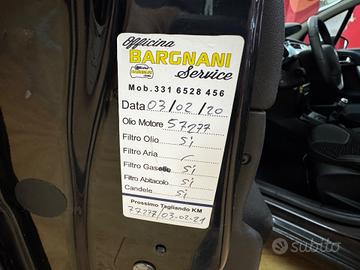 Officina
BARGNANI
Service
Mob. 331 6528 456
Data 03/02/20
Olio Motore 57277
Filtro Olio si
Filtro Aria
Filtro Gasolio si
Filtro Abitacolo si
Candele si
Prossimo Tagliando KM
77277/03-02-21
subito